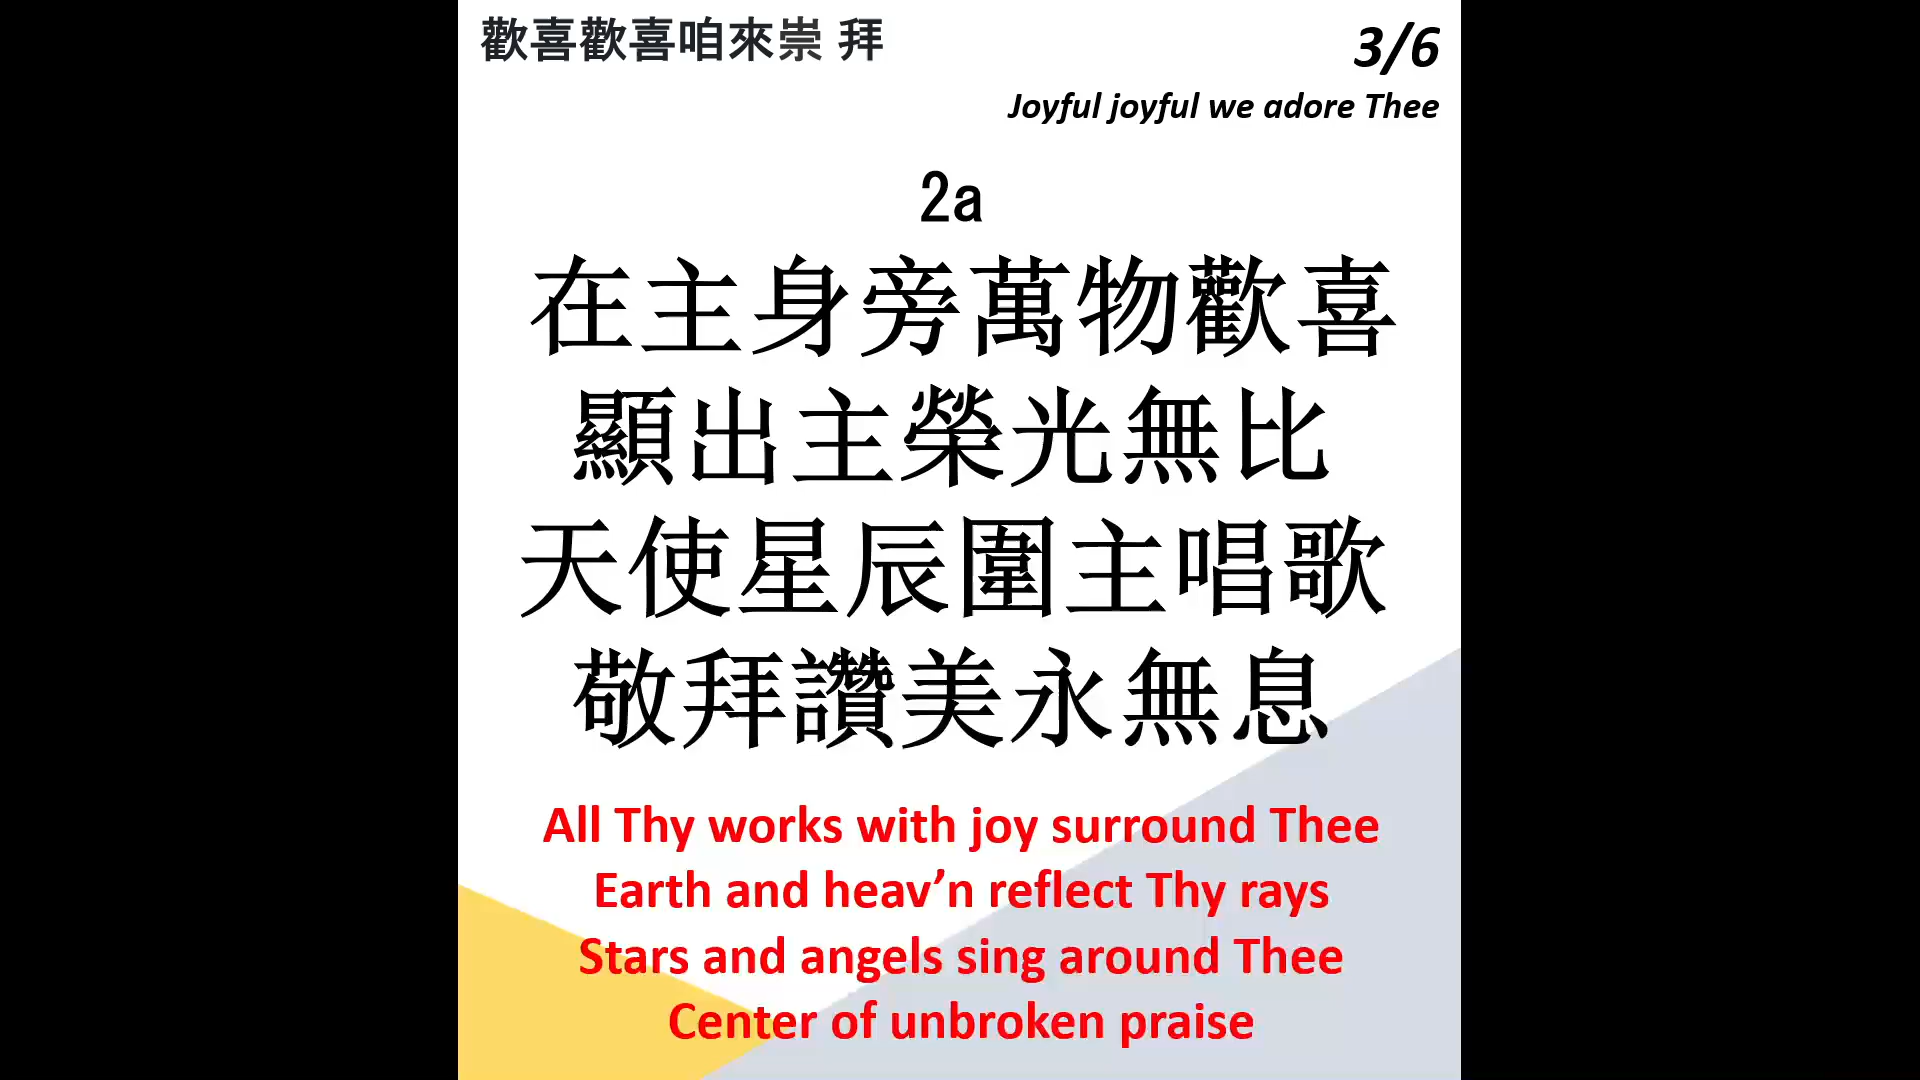 歡喜歡喜咱來崇 拜
3/6
Joyful joyful we adore Thee
2a
在主身旁萬物歡喜
顯出主榮光無比
天使星辰圍主唱歌
敬拜讚美永無息
All Thy works with joy surround Thee
Earth and heav’n reflect Thy rays
Stars and angels sing around Thee
Center of unbroken praise